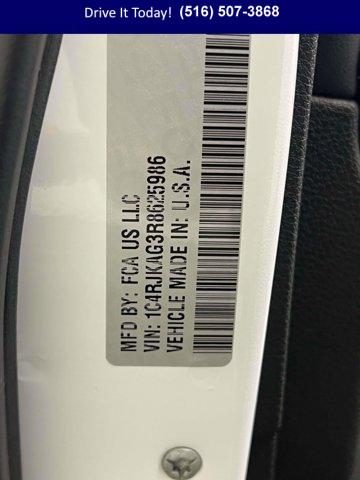 Drive It Today! (516) 507-3868
MFD BY: FCA US LLC
VIN: 1C4RJKAG3R8625986
VEHICLE MADE IN: U.S.A.